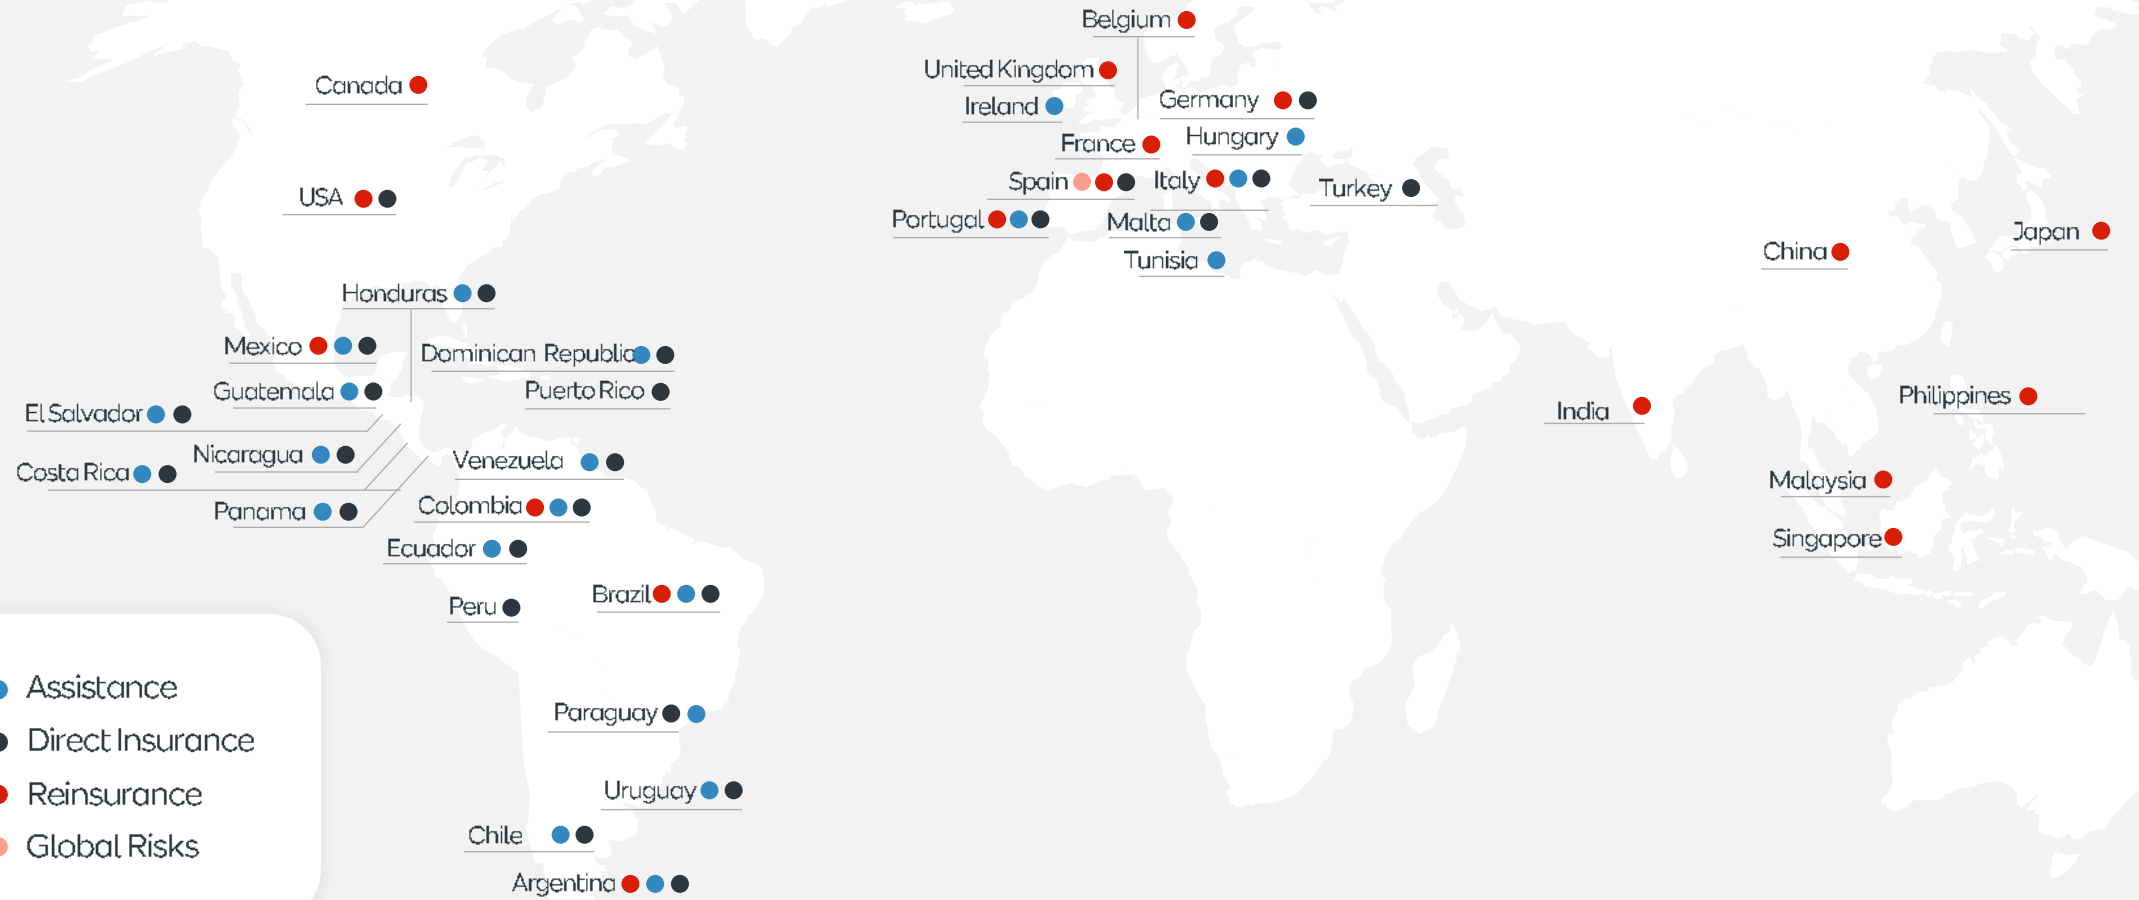 Belgium
United Kingdom
Canada
Germany
Ireland
Hungary
France
Spain
Italy
Turkey
USA
Portugal
Malta
Japan
China
Tunisia
Honduras
Mexico
Dominican Republic
Guatemala
Puerto Rico
Philippines
El Salvador
India
Nicaragua
Venezuela
Costa Rica
Malaysia
Colombia
Panama
Singapore
Ecuador
Brazil
Peru
Paraguay
Uruguay
Chile
Argentina
Assistance
Direct Insurance
Reinsurance
Global Risks